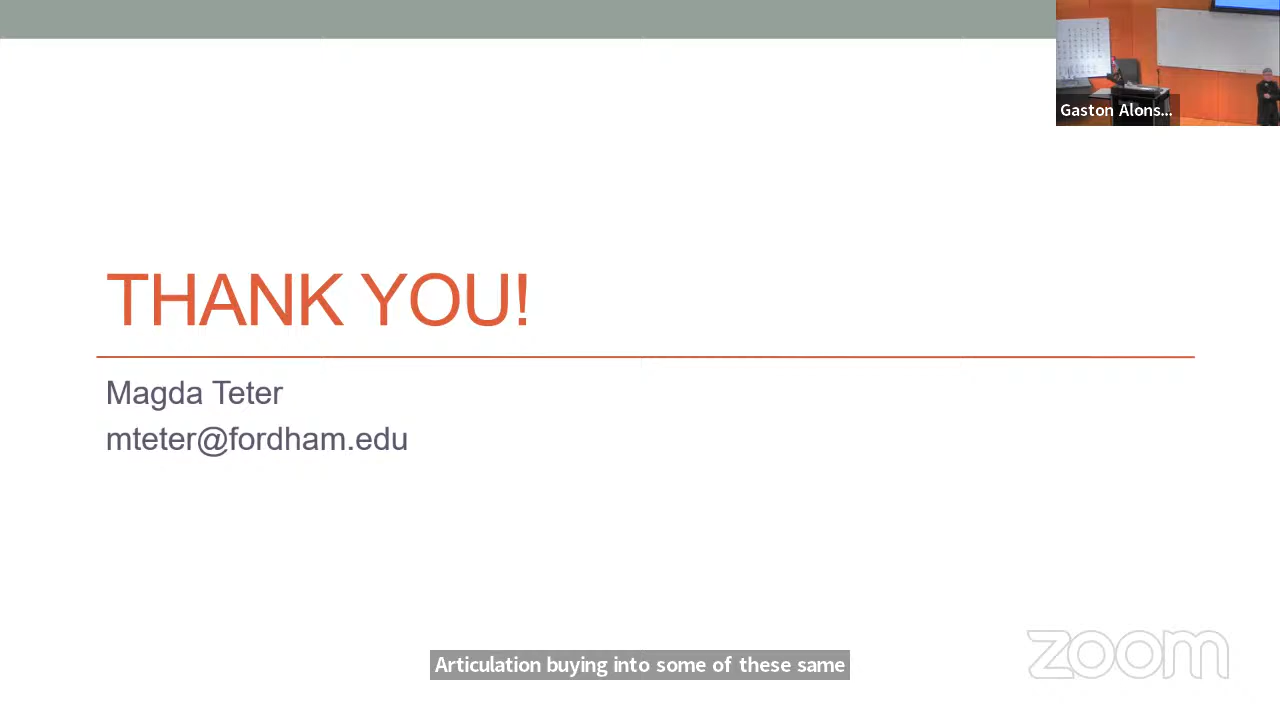 Gaston Alons...
THANK YOU!
Magda Teter
mteter@fordham.edu
Articulation buying into some of these same
zoom